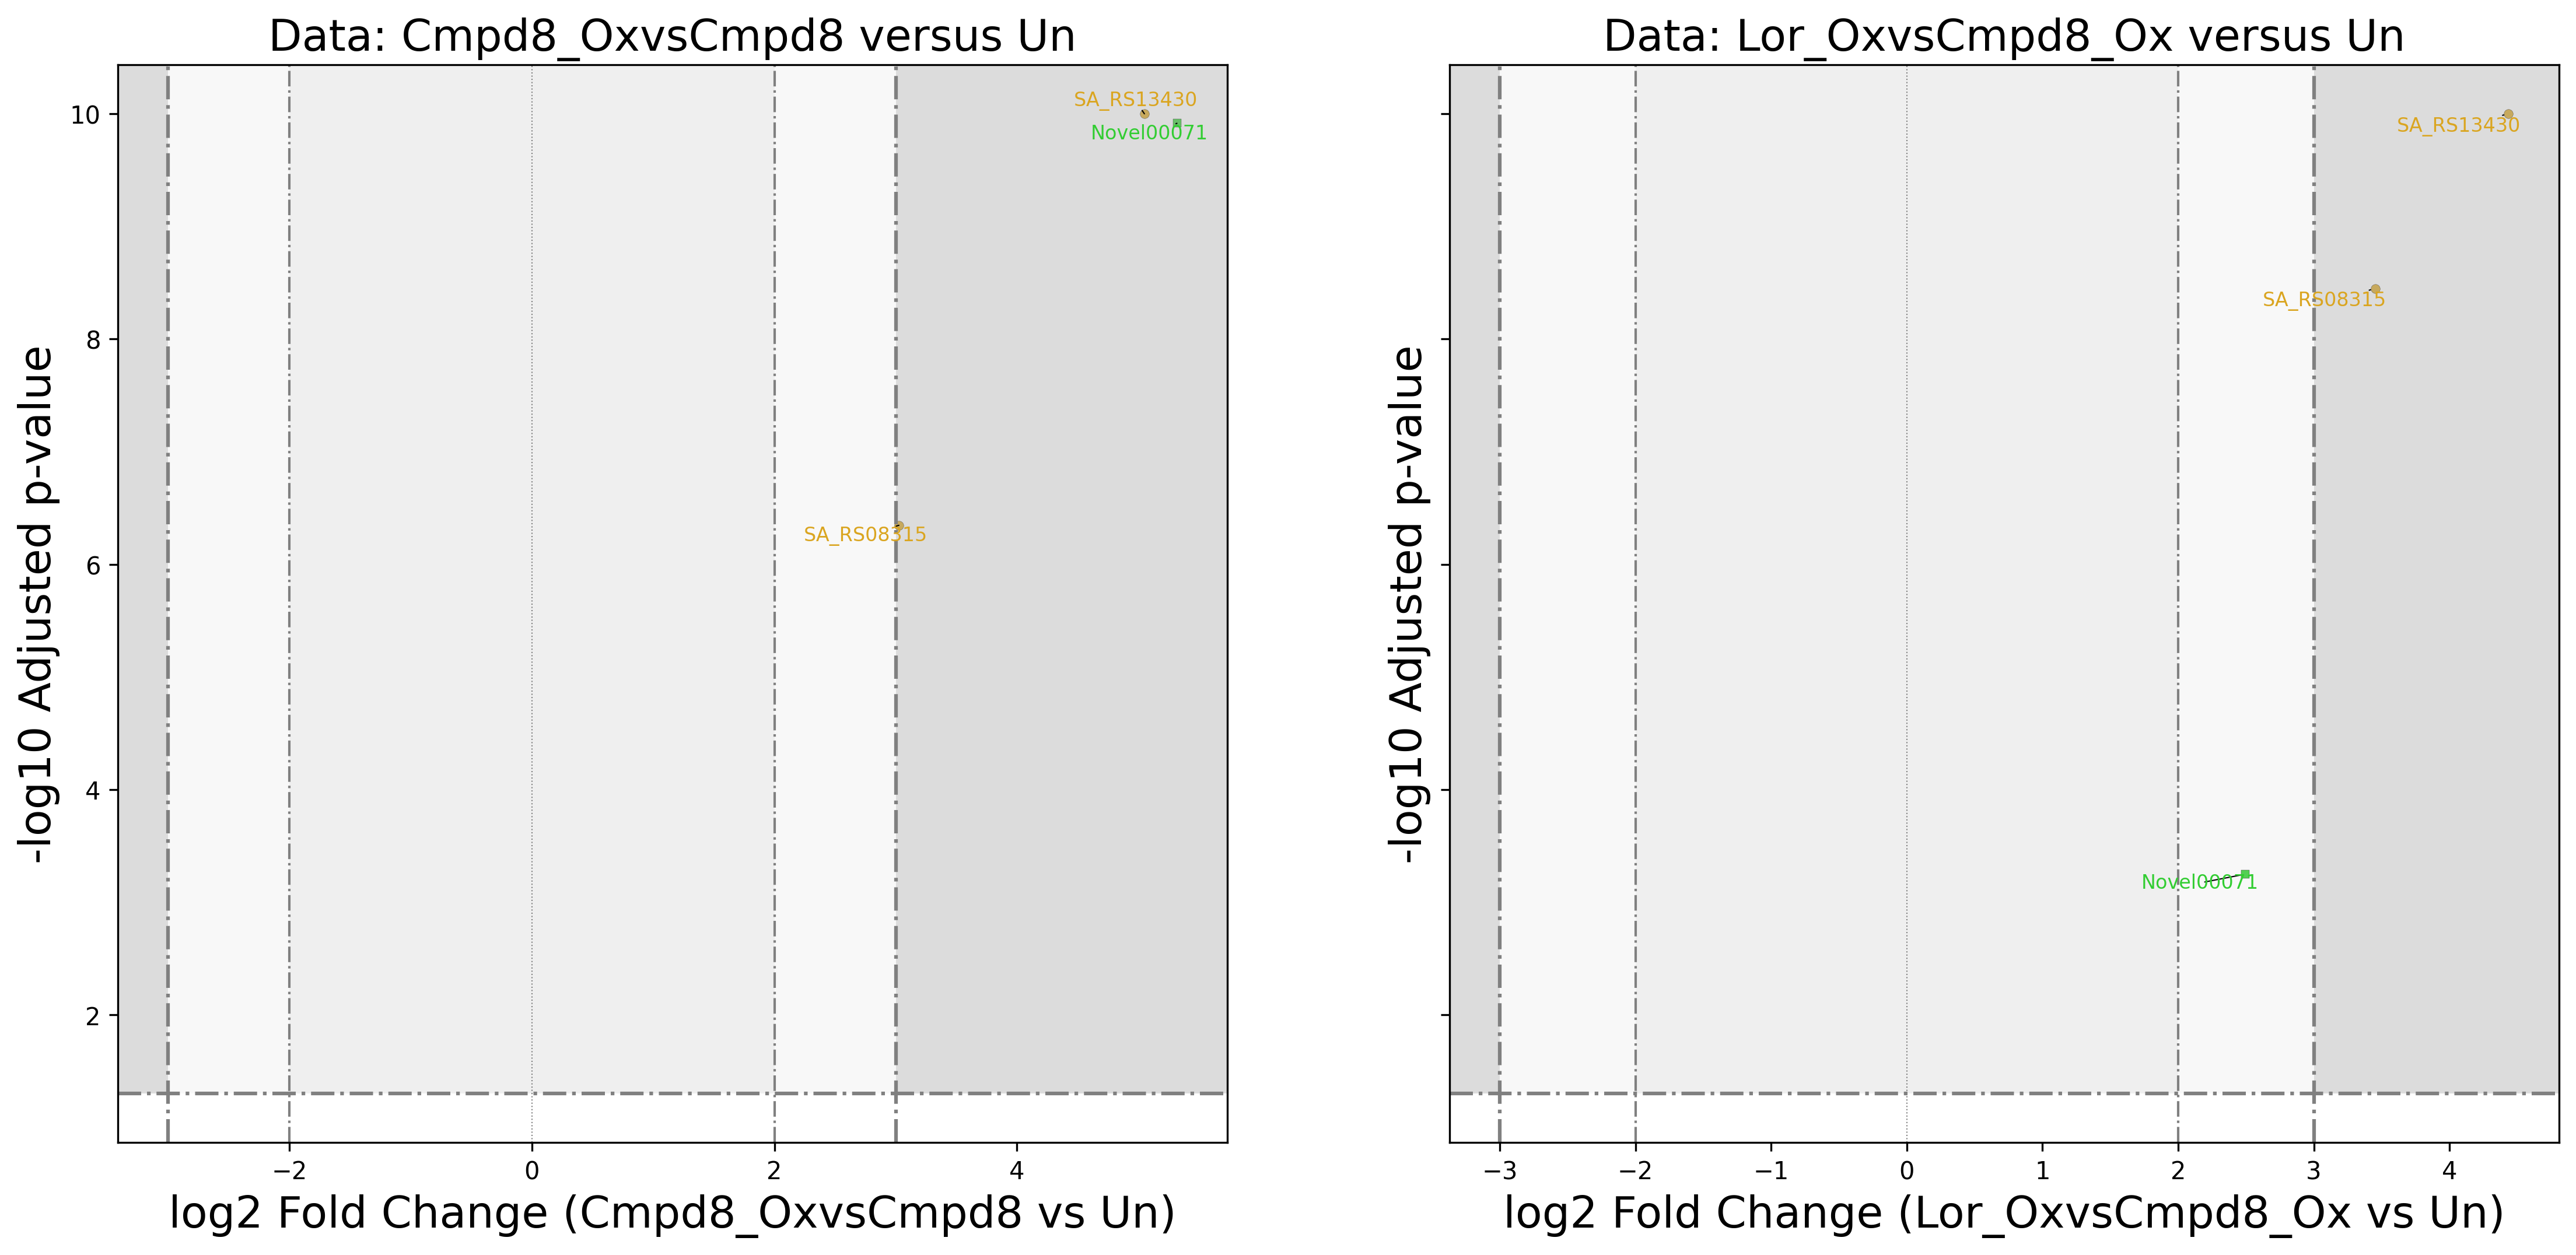 Data: Cmpd8_OxvsCmpd8 versus Un
-log10 Adjusted p-value
10
8
6
4
2
SA_RS13430
Novel00071
SA_RS08315
−2
0
2
4
log2 Fold Change (Cmpd8_OxvsCmpd8 vs Un)
Data: Lor_OxvsCmpd8_Ox versus Un
-log10 Adjusted p-value
SA_RS13430
SA_RS08315
Novel00071
−3
−2
−1
0
1
2
3
4
log2 Fold Change (Lor_OxvsCmpd8_Ox vs Un)